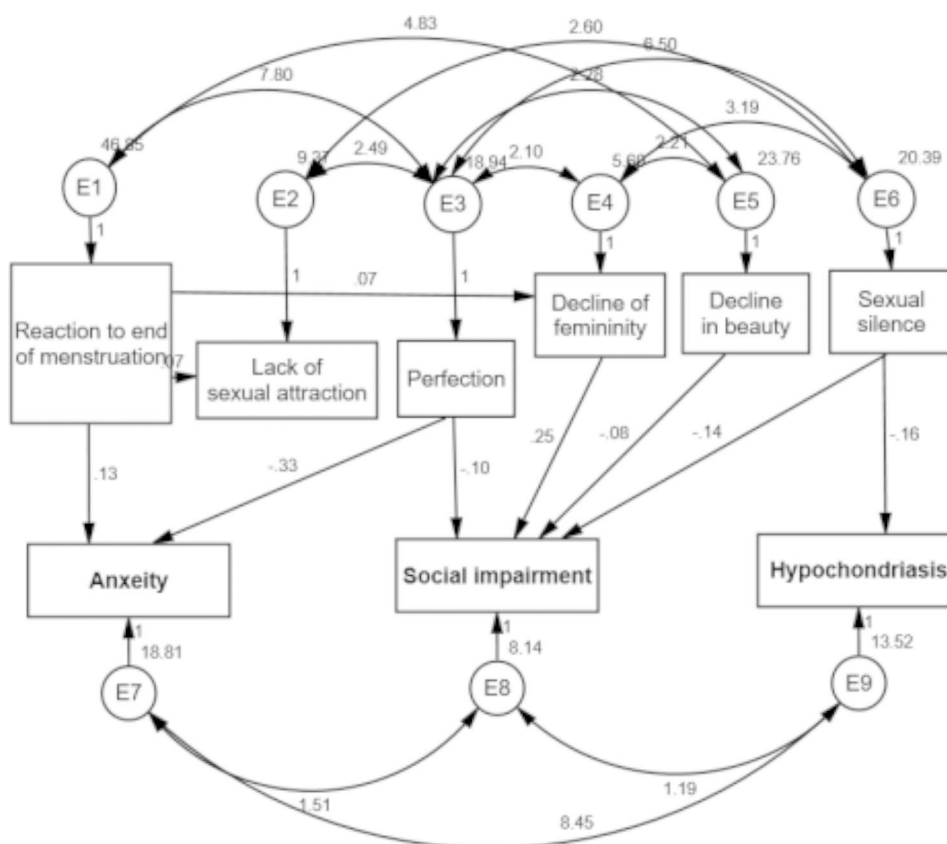 4.83
2.60
6.50
7.80
2.28
3.19
46.85
9.37
2.49
18.94
2.10
5.69
2.21
23.76
20.39
E1
E2
E3
E4
E5
E6
1
1
1
1
1
1
Reaction to end
of menstruation
.07
.07
Lack of
sexual attraction
Perfection
Decline of
femininity
Decline
in beauty
Sexual
silence
.13
-.33
-.10
.25
-.08
-.14
-.16
Anxeity
Social impairment
Hypochondriasis
1
18.81
1
8.14
1
13.52
E7
E8
E9
1.51
1.19
8.45